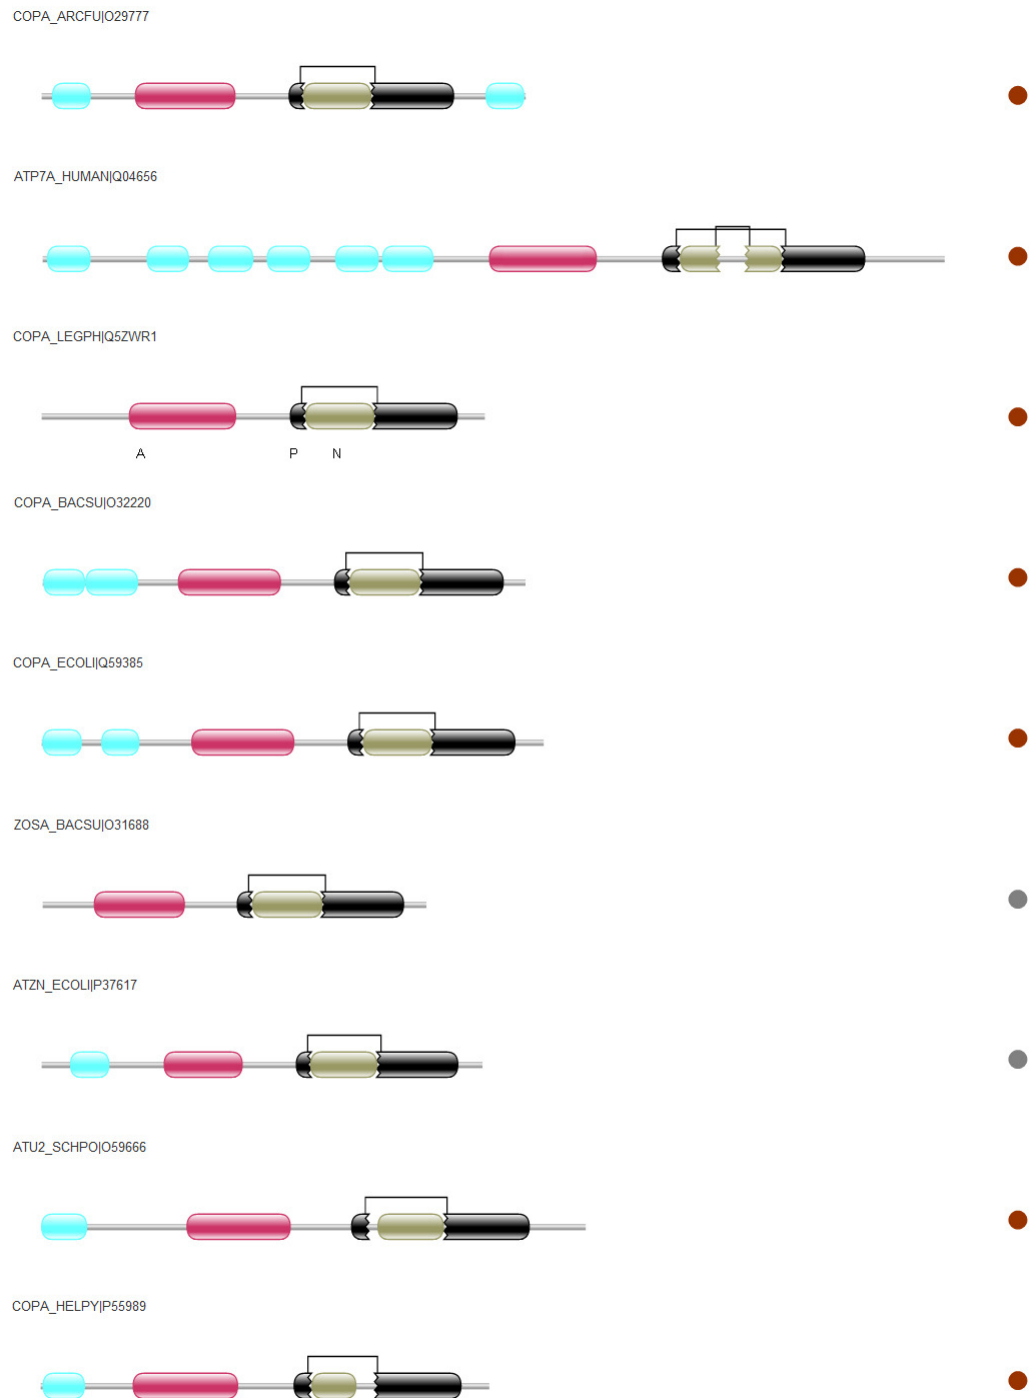 COPA_ARCFU|O29777
ATP7A_HUMAN|Q04656
COPA_LEGPH|Q5ZWR1
A P N
COPA_BACSU|O32220
COPA_ECOLI|Q59385
ZOSA_BACSU|O31688
ATZN_ECOLI|P37617
ATU2_SCHPO|O59666
COPA_HELPY|P55989